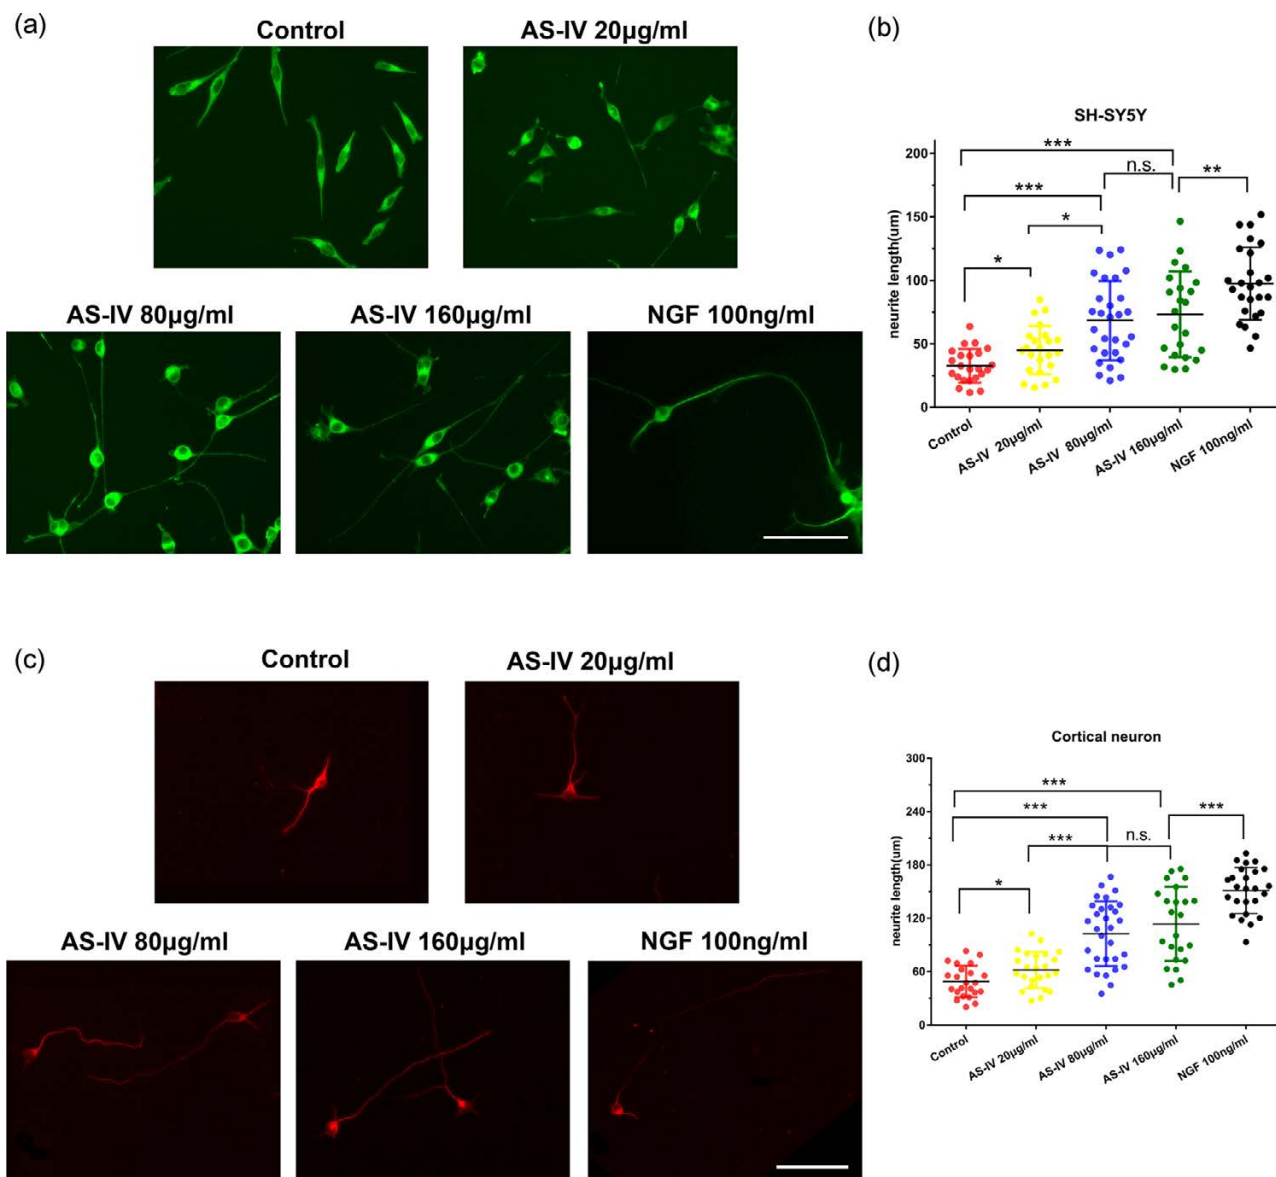 (a)
Control
AS-IV 20μg/ml
AS-IV 80μg/ml
AS-IV 160μg/ml
NGF 100ng/ml
(b)
SH-SY5Y
neurite length(um)
200
150
100
50
0
***
n.s.
**
***
*
*
Control
AS-IV 20μg/ml
AS-IV 80μg/ml
AS-IV 160μg/ml
NGF 100ng/ml
(c)
Control
AS-IV 20μg/ml
AS-IV 80μg/ml
AS-IV 160μg/ml
NGF 100ng/ml
(d)
Cortical neuron
neurite length(um)
300
240
180
120
60
0
***
***
***
***
n.s.
*
Control
AS-IV 20μg/ml
AS-IV 80μg/ml
AS-IV 160μg/ml
NGF 100ng/ml